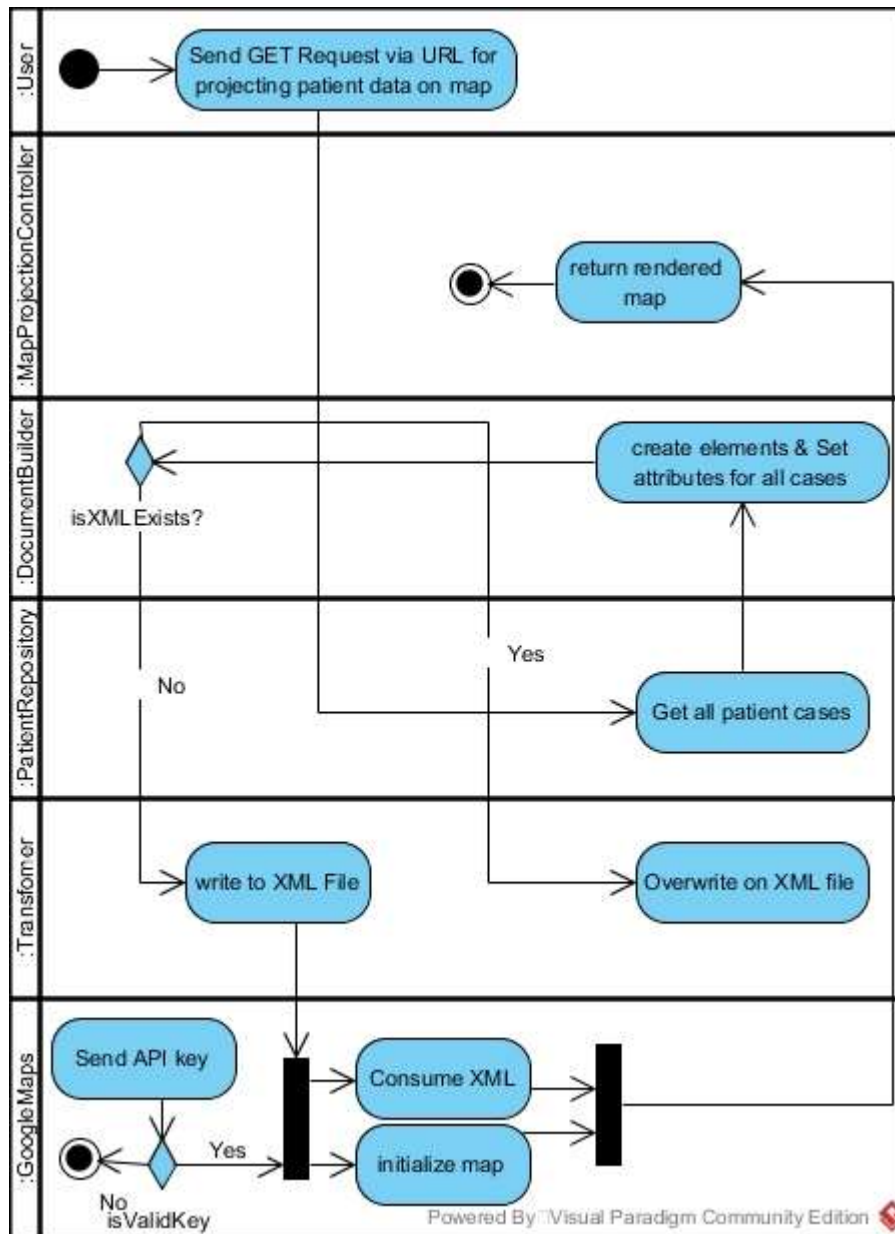 :User
Send GET Request via URL for
projecting patient data on map
:MapProjectionController
return rendered
map
:DocumentBuilder
create elements & Set
attributes for all cases
isXMLExists?
:PatientRepository
Yes
No
Get all patient cases
:Transfomer
write to XML File
Overwrite on XML file
:GoogleMaps
Send API key
Consume XML
Yes
initialize map
No
isValidKey
Powered By Visual Paradigm Community Edition